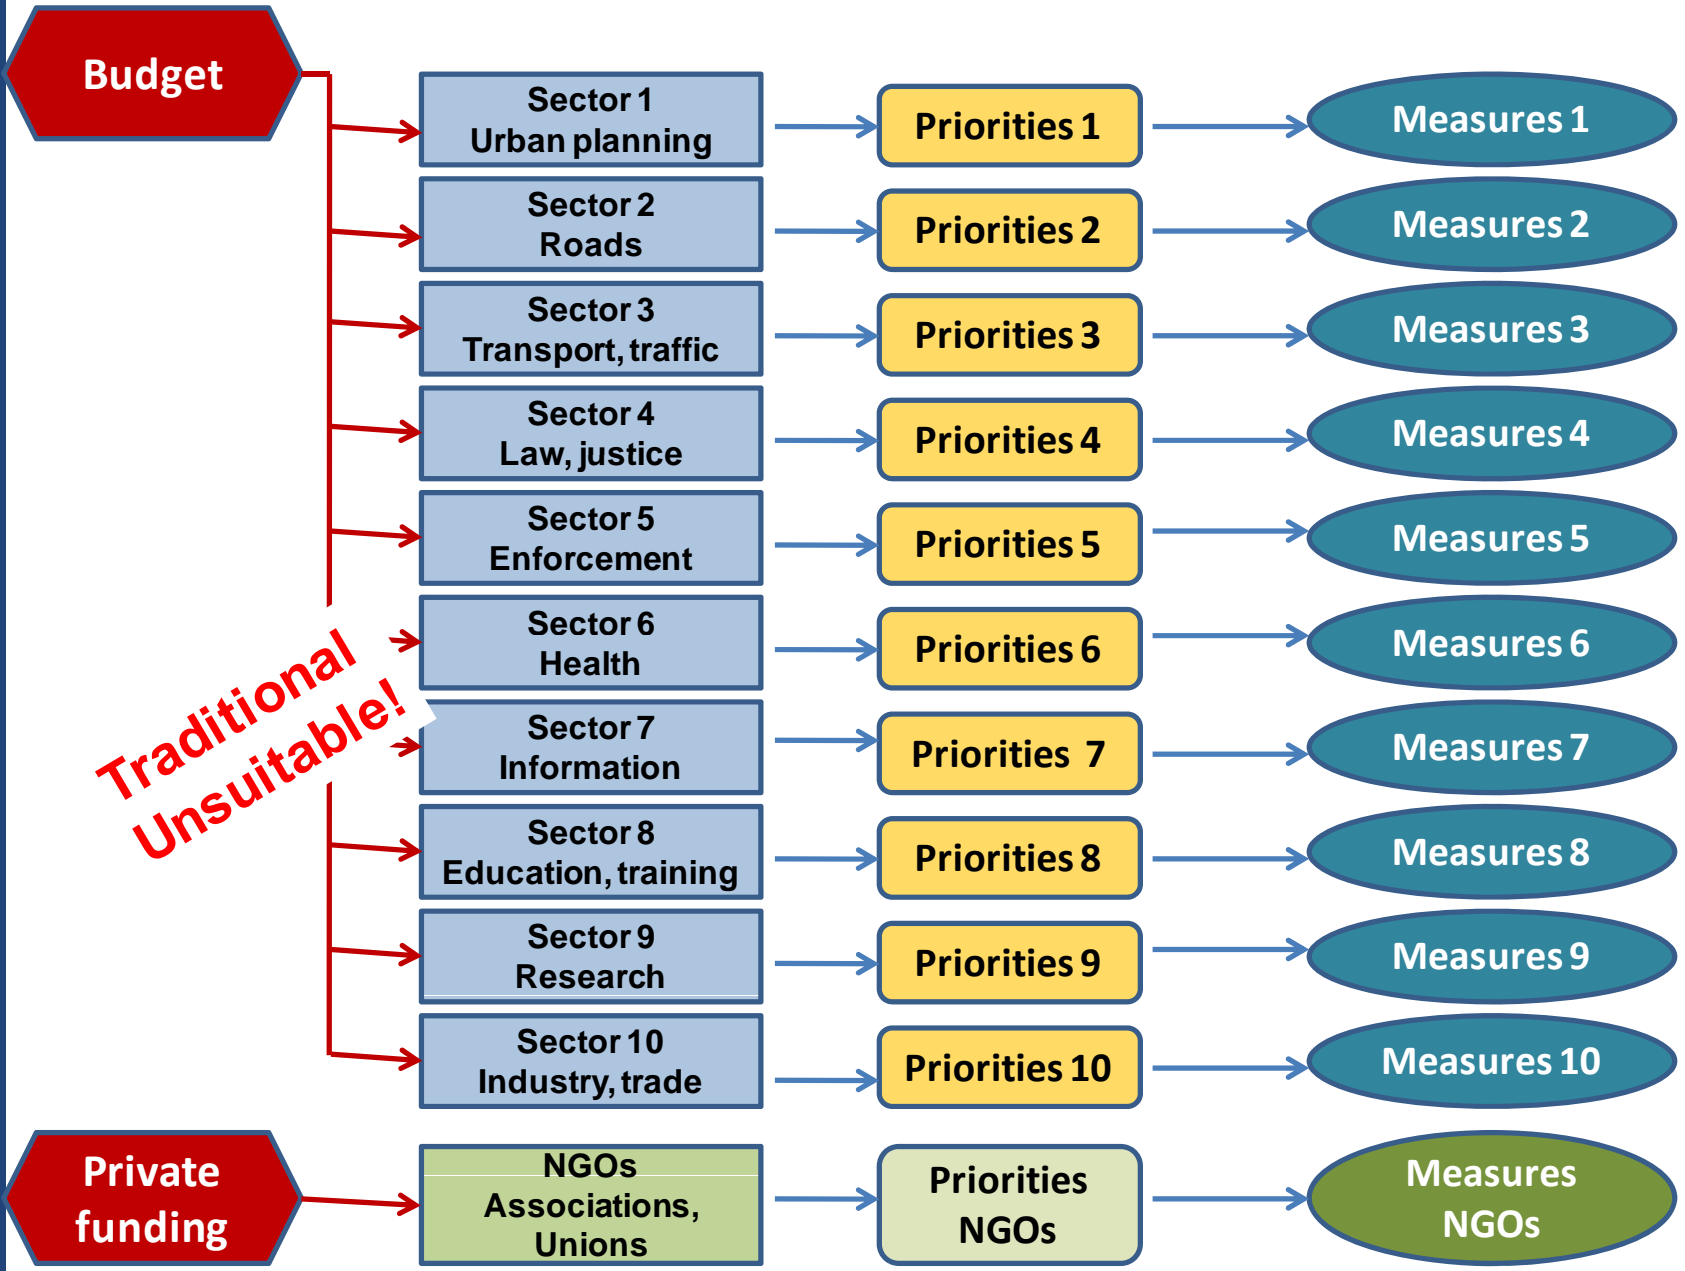 Budget
Sector 1
Urban planning
Priorities 1
Measures 1
Sector 2
Roads
Priorities 2
Measures 2
Sector 3
Transport, traffic
Priorities 3
Measures 3
Sector 4
Law, justice
Priorities 4
Measures 4
Sector 5
Enforcement
Priorities 5
Measures 5
Sector 6
Health
Priorities 6
Measures 6
Traditional
Unsuitable!
Sector 7
Information
Priorities 7
Measures 7
Sector 8
Education, training
Priorities 8
Measures 8
Sector 9
Research
Priorities 9
Measures 9
Sector 10
Industry, trade
Priorities 10
Measures 10
Private
funding
NGOs
Associations,
Unions
Priorities
NGOs
Measures
NGOs